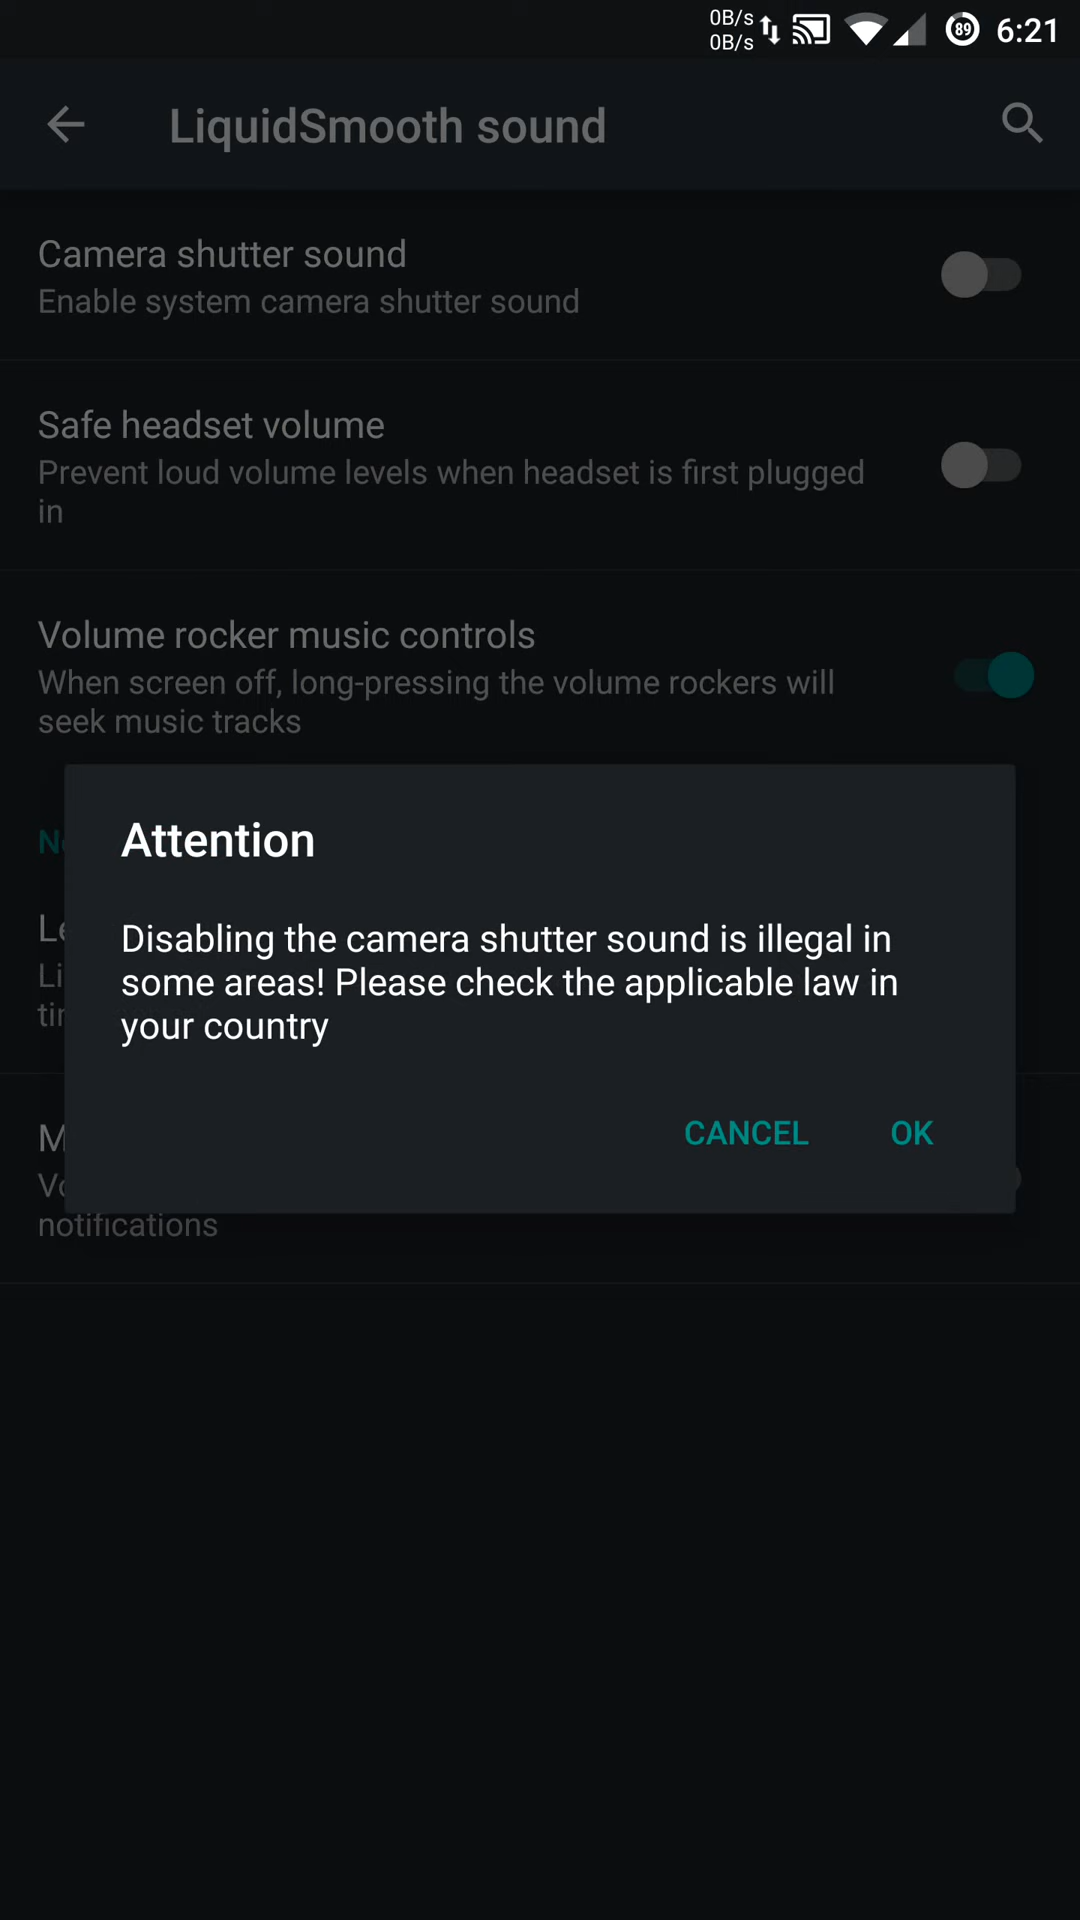 0B/s
0B/s
89
6:21
LiquidSmooth sound
Camera shutter sound
Enable system camera shutter sound
Safe headset volume
Prevent loud volume levels when headset is first plugged
in
Volume rocker music controls
When screen off, long-pressing the volume rockers will
seek music tracks
Attention
Disabling the camera shutter sound is illegal in
some areas! Please check the applicable law in
your country
CANCEL
OK
notifications